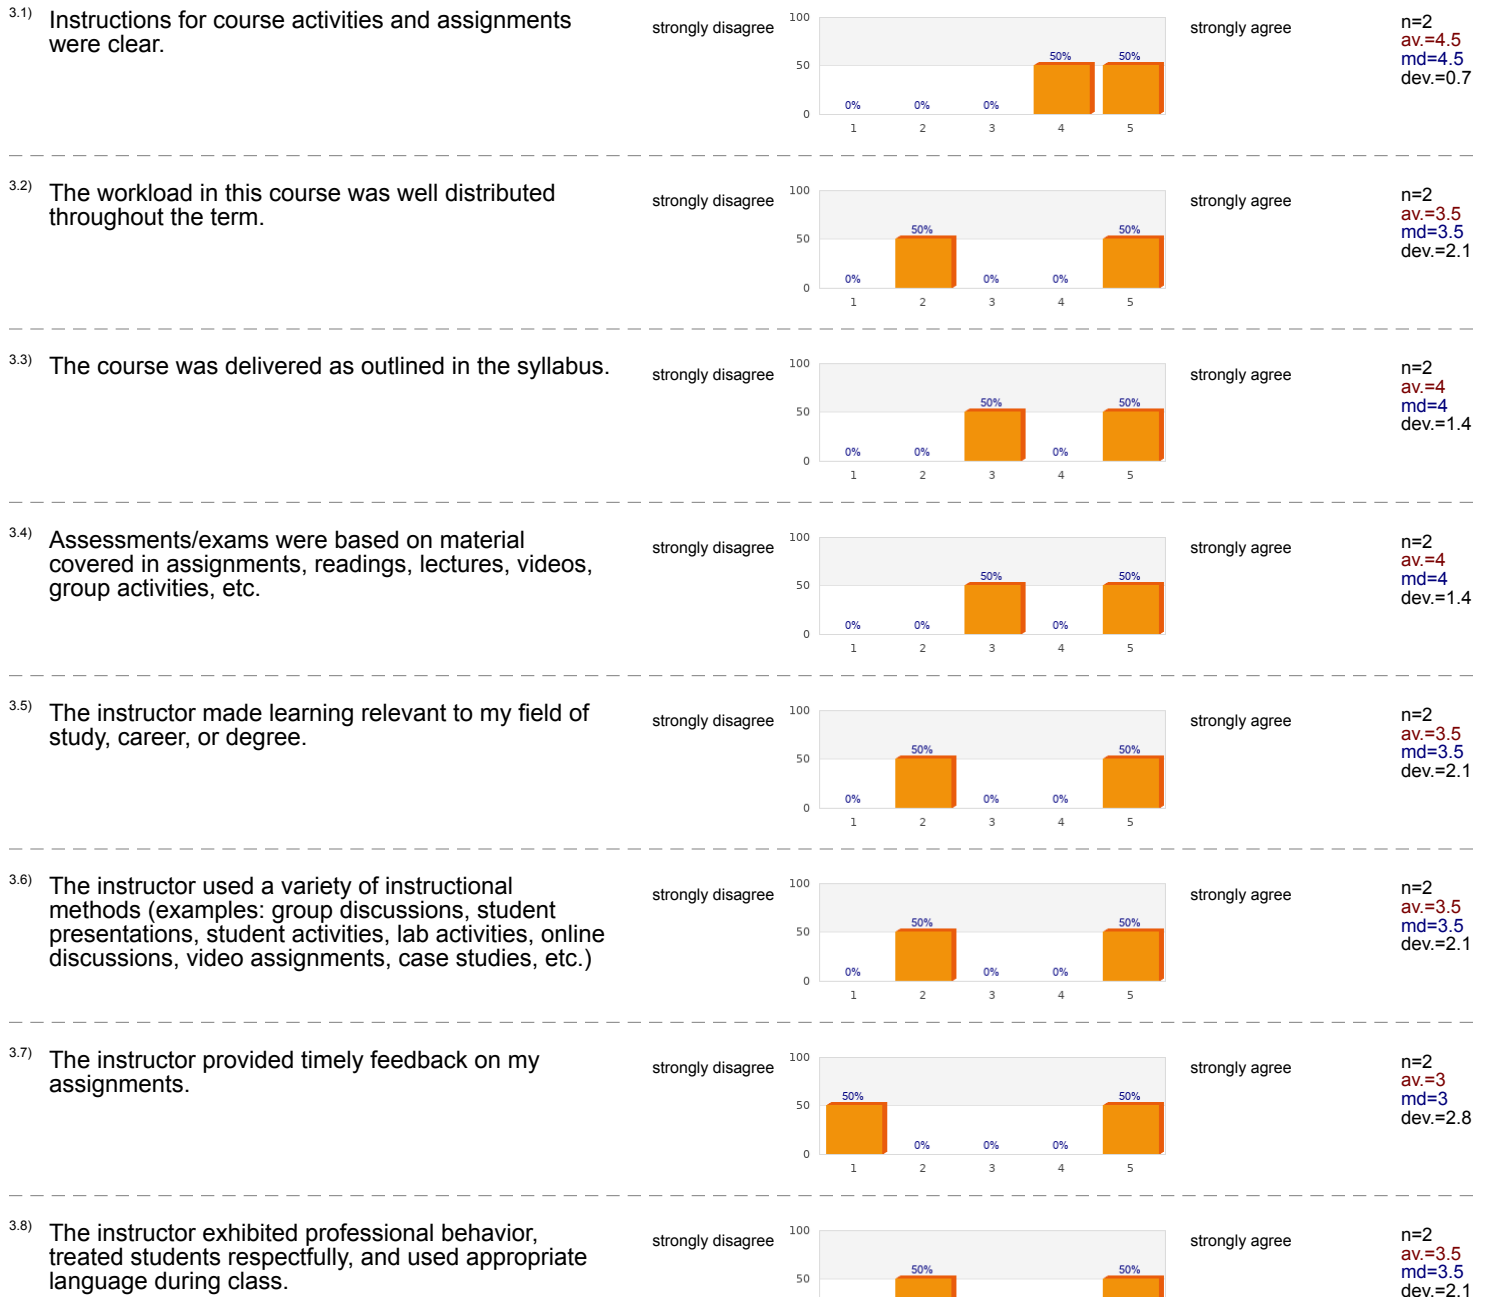 3.1) Instructions for course activities and assignments
were clear.
strongly disagree
100
50
0
0%
0%
0%
50%
50%
1 2 3 4 5
strongly agree
n=2
av.=4.5
md=4.5
dev.=0.7
3.2) The workload in this course was well distributed
throughout the term.
strongly disagree
100
50
0
0%
50%
0%
0%
50%
1 2 3 4 5
strongly agree
n=2
av.=3.5
md=3.5
dev.=2.1
3.3) The course was delivered as outlined in the syllabus.
strongly disagree
100
50
0
0%
0%
50%
0%
50%
1 2 3 4 5
strongly agree
n=2
av.=4
md=4
dev.=1.4
3.4) Assessments/exams were based on material
covered in assignments, readings, lectures, videos,
group activities, etc.
strongly disagree
100
50
0
0%
0%
50%
0%
50%
1 2 3 4 5
strongly agree
n=2
av.=4
md=4
dev.=1.4
3.5) The instructor made learning relevant to my field of
study, career, or degree.
strongly disagree
100
50
0
0%
50%
0%
0%
50%
1 2 3 4 5
strongly agree
n=2
av.=3.5
md=3.5
dev.=2.1
3.6) The instructor used a variety of instructional
methods (examples: group discussions, student
presentations, student activities, lab activities, online
discussions, video assignments, case studies, etc.)
strongly disagree
100
50
0
0%
50%
0%
0%
50%
1 2 3 4 5
strongly agree
n=2
av.=3.5
md=3.5
dev.=2.1
3.7) The instructor provided timely feedback on my
assignments.
strongly disagree
100
50
0
50%
0%
0%
0%
50%
1 2 3 4 5
strongly agree
n=2
av.=3
md=3
dev.=2.8
3.8) The instructor exhibited professional behavior,
treated students respectfully, and used appropriate
language during class.
strongly disagree
100
50
50%
50%
strongly agree
n=2
av.=3.5
md=3.5
dev.=2.1